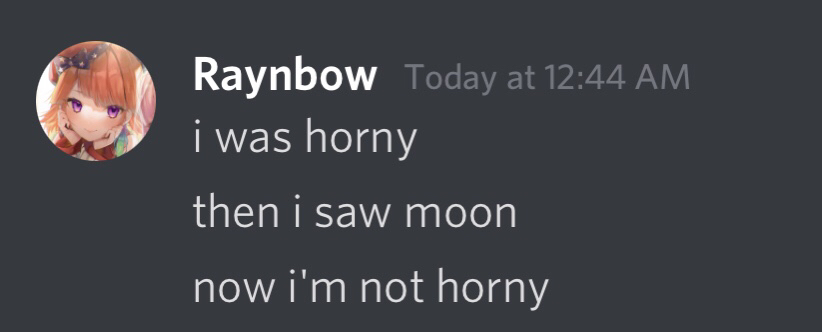 Raynbow Today at 12:44 AM
i was horny
then i saw moon
now i'm not horny